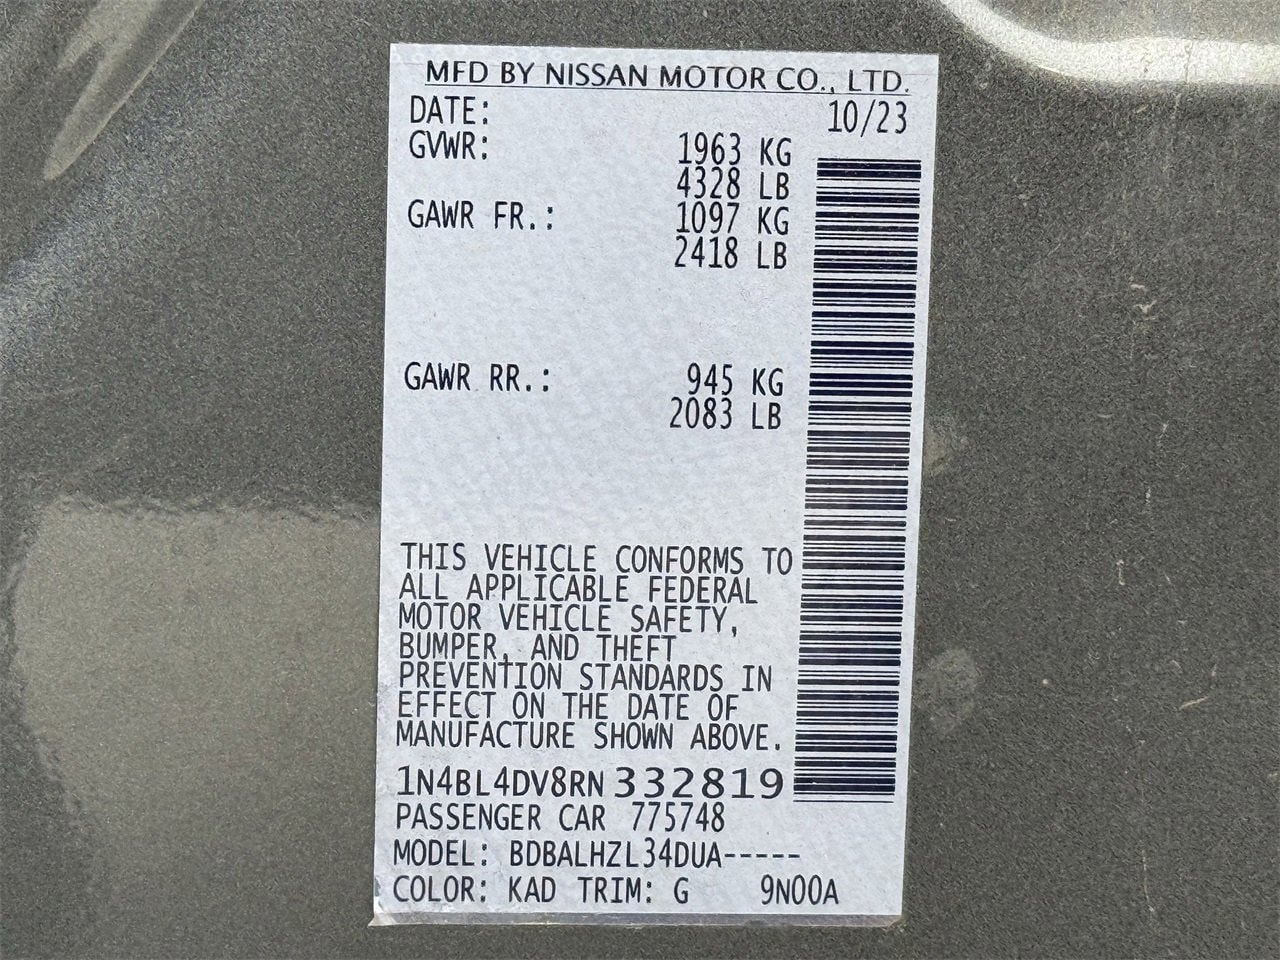 MFD BY NISSAN MOTOR CO., LTD.
DATE: 10/23
GVWR: 1963 KG
4328 LB
GAWR FR.: 1097 KG
2418 LB
GAWR RR.: 945 KG
2083 LB
THIS VEHICLE CONFORMS TO
ALL APPLICABLE FEDERAL
MOTOR VEHICLE SAFETY,
BUMPER, AND THEFT
PREVENTION STANDARDS IN
EFFECT ON THE DATE OF
MANUFACTURE SHOWN ABOVE.
1N4BL4DV8RN332819
PASSENGER CAR 775748
MODEL: BDBALHZL34DUA-----
COLOR: KAD TRIM: G 9N00A